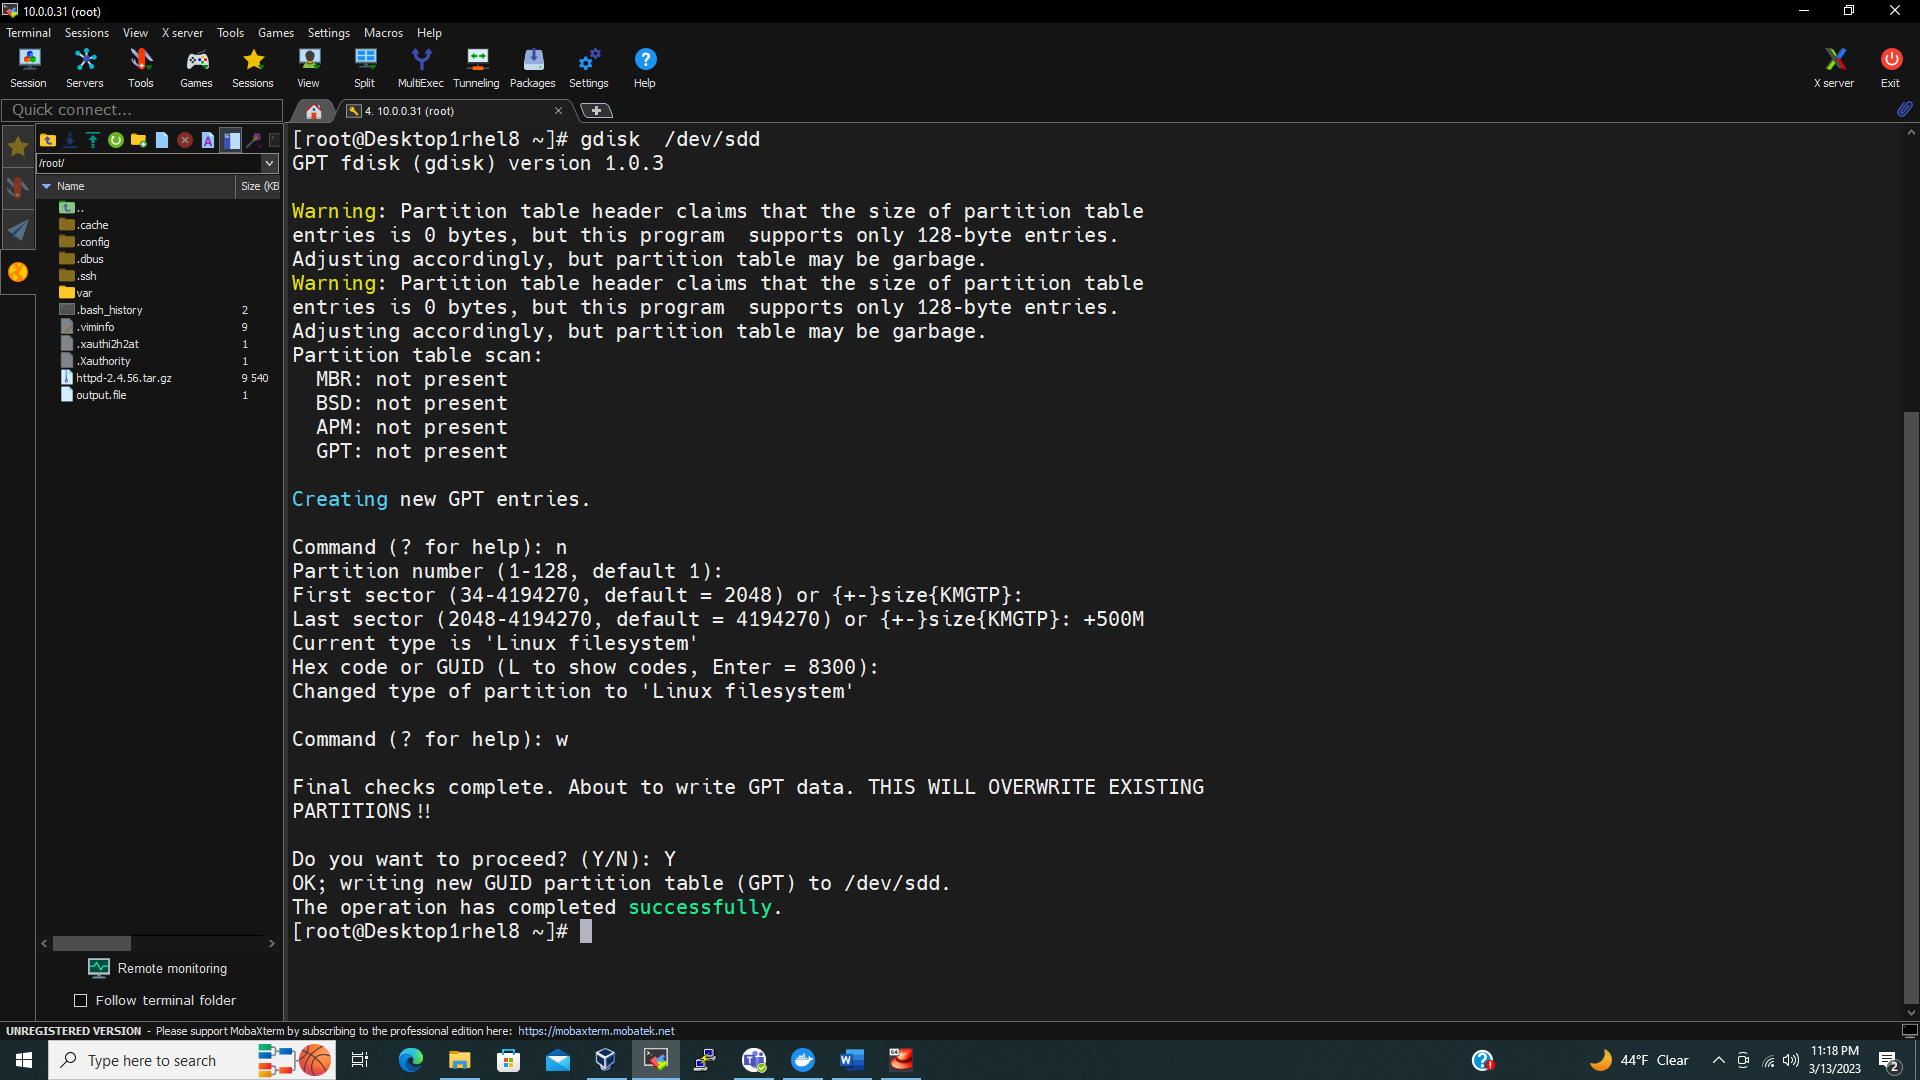 10.0.0.31 (root)
Terminal Sessions View X server Tools Games Settings Macros Help
Session Servers Tools Games Sessions View Split MultiExec Tunneling Packages Settings Help X server Exit
Quick connect...
4. 10.0.0.31 (root)
/root/
Name Size (KB
..
.cache
.config
.dbus
.ssh
var
.bash_history 2
.viminfo 9
.xauthi2h2at 1
.Xauthority 1
httpd-2.4.56.tar.gz 9 540
output.file 1
Remote monitoring
Follow terminal folder
[root@Desktop1rhel8 ~]# gdisk  /dev/sdd
GPT fdisk (gdisk) version 1.0.3
Warning: Partition table header claims that the size of partition table
entries is 0 bytes, but this program  supports only 128-byte entries.
Adjusting accordingly, but partition table may be garbage.
Warning: Partition table header claims that the size of partition table
entries is 0 bytes, but this program  supports only 128-byte entries.
Adjusting accordingly, but partition table may be garbage.
Partition table scan:
  MBR: not present
  BSD: not present
  APM: not present
  GPT: not present
Creating new GPT entries.
Command (? for help): n
Partition number (1-128, default 1):
First sector (34-4194270, default = 2048) or {+-}size{KMGTP}:
Last sector (2048-4194270, default = 4194270) or {+-}size{KMGTP}: +500M
Current type is 'Linux filesystem'
Hex code or GUID (L to show codes, Enter = 8300):
Changed type of partition to 'Linux filesystem'
Command (? for help): w
Final checks complete. About to write GPT data. THIS WILL OVERWRITE EXISTING
PARTITIONS!!
Do you want to proceed? (Y/N): Y
OK; writing new GUID partition table (GPT) to /dev/sdd.
The operation has completed successfully.
[root@Desktop1rhel8 ~]#
UNREGISTERED VERSION - Please support MobaXterm by subscribing to the professional edition here: https://mobaxterm.mobatek.net
Type here to search
44°F Clear
11:18 PM
3/13/2023
2